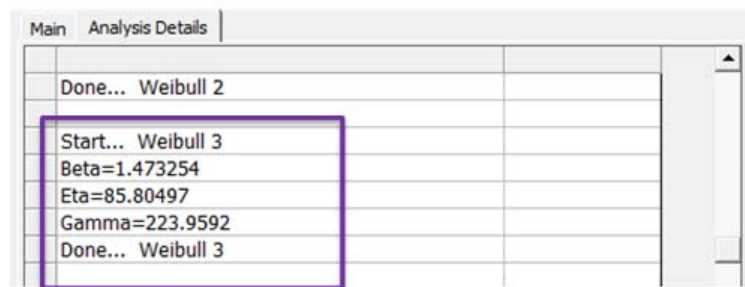 Main Analysis Details
Done... Weibull 2
Start... Weibull 3
Beta=1.473254
Eta=85.80497
Gamma=223.9592
Done... Weibull 3